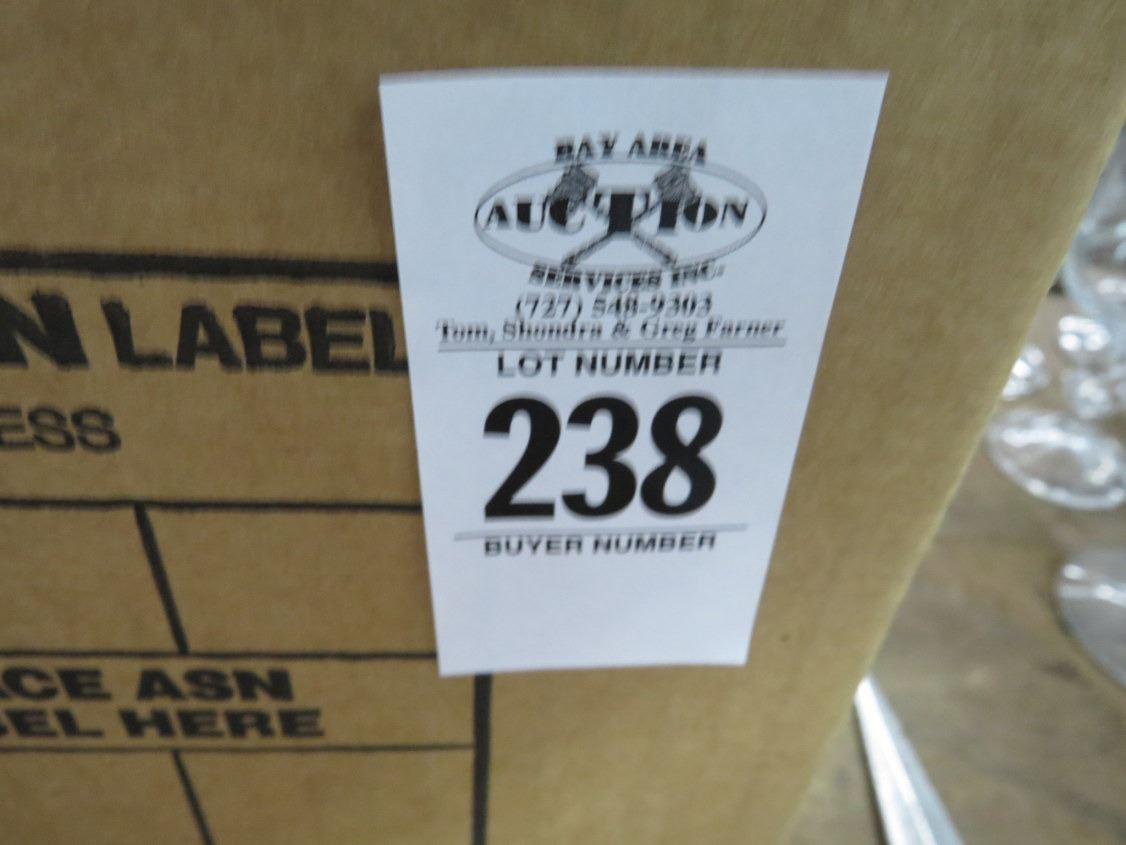 BAY AREA
AUCTION
SERVICES INC.
(727) 548-9303
Tom, Shondra & Greg Farner
LOT NUMBER
238
BUYER NUMBER
N LABEL
ESS
ACE ASN
BEL HERE